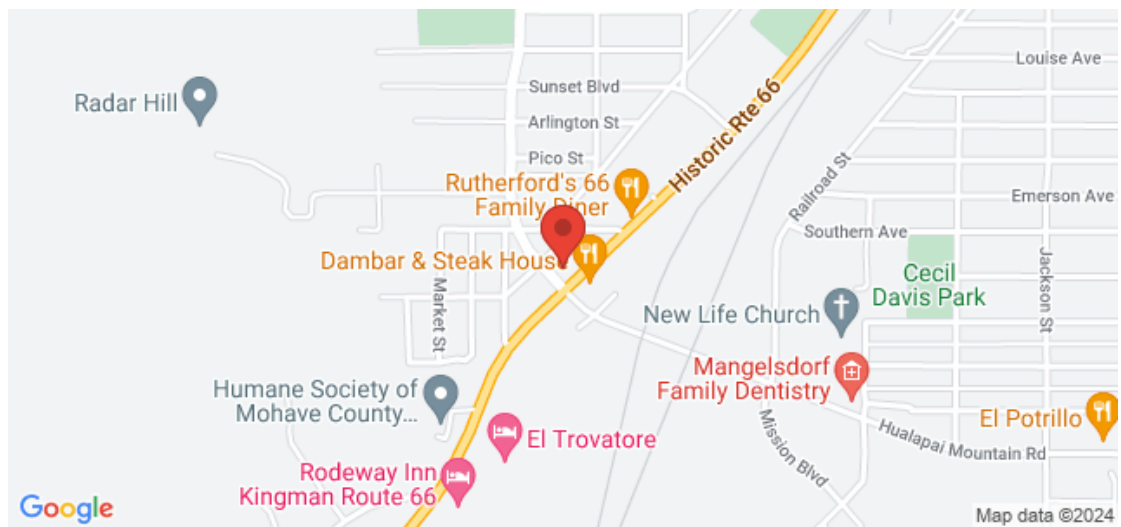 Louise Ave
Sunset Blvd
Radar Hill
Arlington St
Historic Rte 66
Pico St
Railroad St
Rutherford's 66
Family Diner
Emerson Ave
Southern Ave
Dambar & Steak House
Cecil
Davis Park
Jackson St
Market St
New Life Church
Mangelsdorf
Family Dentistry
Humane Society of
Mohave County...
El Potrillo
Mission Blvd
Hualapai Mountain Rd
El Trovatore
Rodeway Inn
Kingman Route 66
Google
Map data ©2024